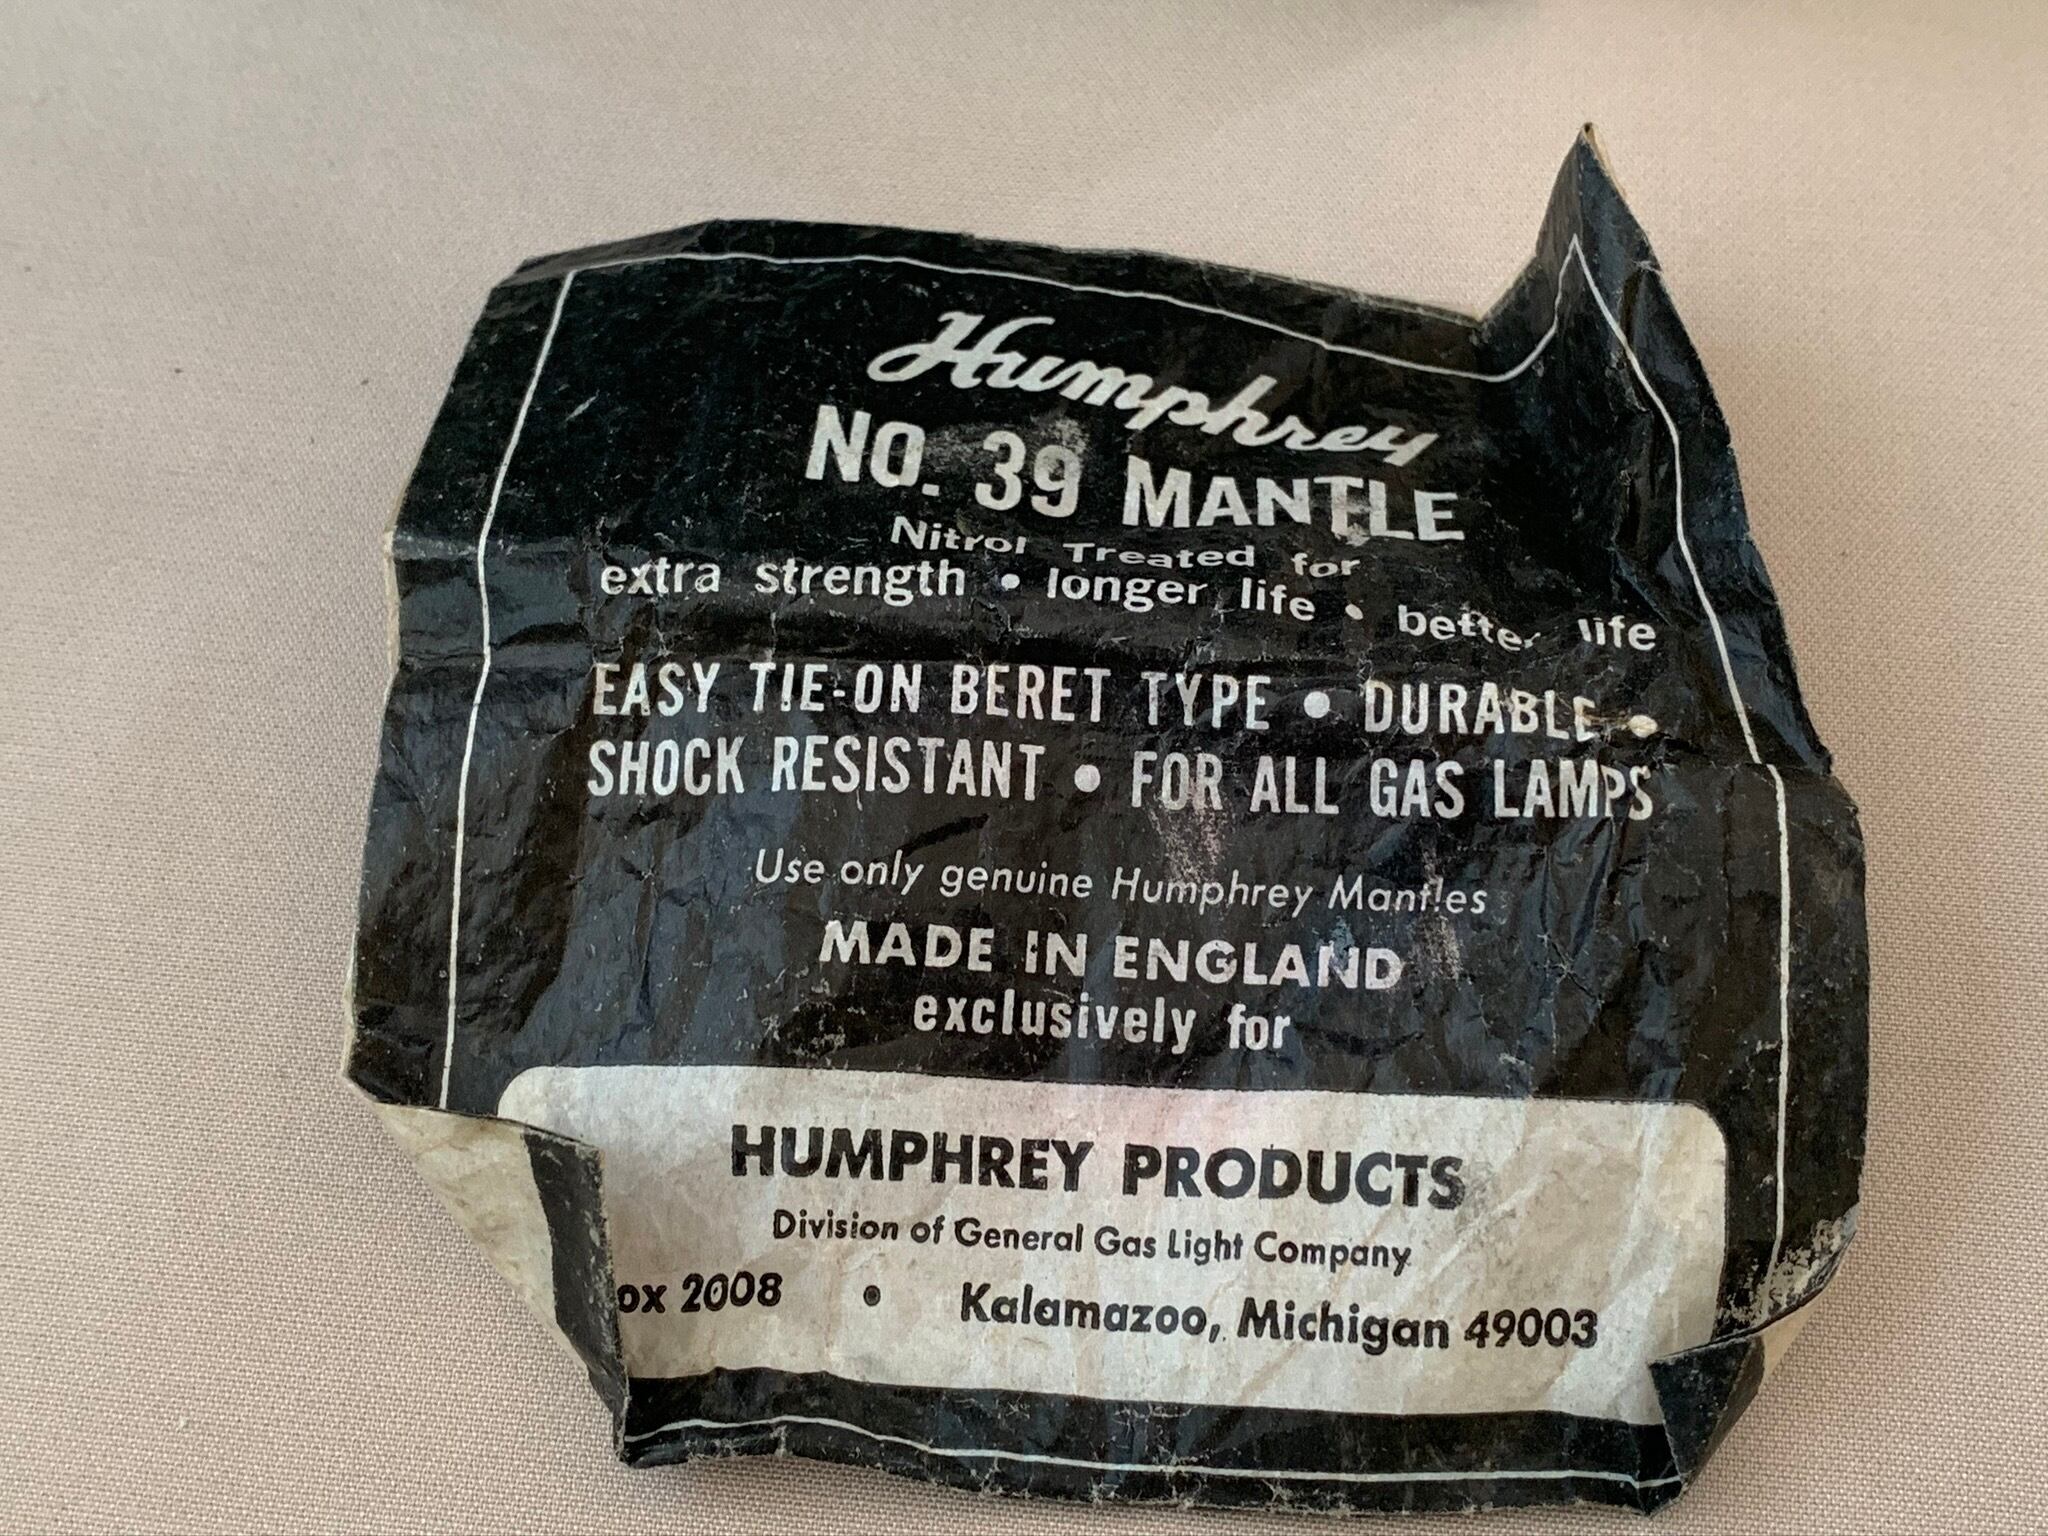 Humphrey
NO. 39 MANTLE
Nitrol Treated for
extra strength • longer life • better life
EASY TIE-ON BERET TYPE • DURABLE •
SHOCK RESISTANT • FOR ALL GAS LAMPS
Use only genuine Humphrey Mantles
MADE IN ENGLAND
exclusively for
HUMPHREY PRODUCTS
Division of General Gas Light Company
ox 2008 • Kalamazoo, Michigan 49003